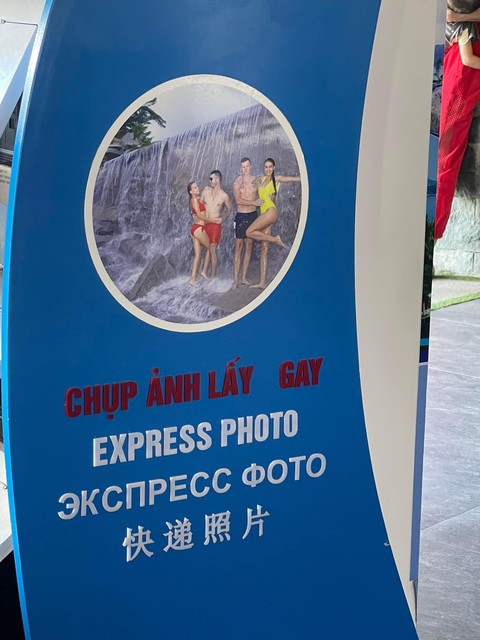 CHỤP ẢNH LẤY GAY
EXPRESS PHOTO
ЭКСПРЕСС ФОТО
快递照片